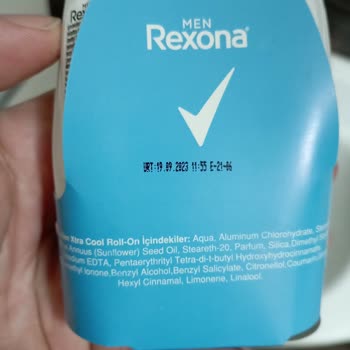 MEN
Rexona
ÜRT:19.09.2023 11:55 E-21-06
Xtra Cool Roll-On İçindekiler: Aqua, Aluminum Chlorohydrate,
Annuus (Sunflower) Seed Oil, Steareth-20, Parfum, Silica, Dimethyl
EDTA, Pentaerythrityl Tetra-di-t-butyl Hydroxyhydrocinnamate,
Ionone,Benzyl Alcohol,Benzyl Salicylate, Citronellol,Coumarin,
Hexyl Cinnamal, Limonene, Linalool.